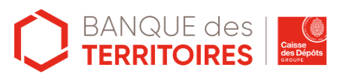 BANQUE des
TERRITOIRES
Caisse
des Dépôts
GROUPE